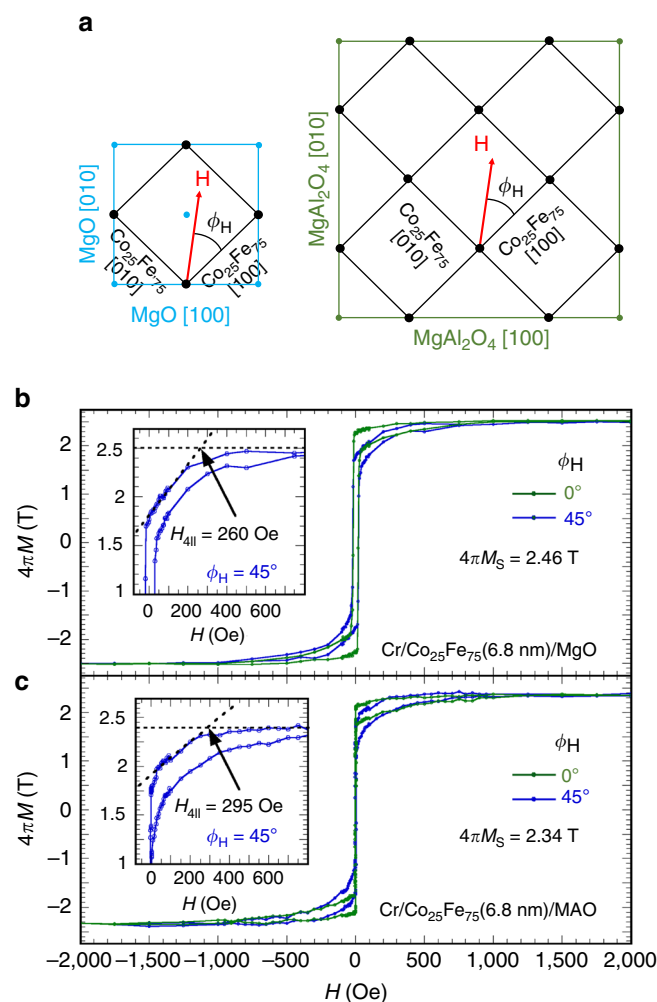 a
H
ϕH
MgO [010]
Co25Fe75
[010]
Co25Fe75
[100]
MgO [100]
H
ϕH
MgAl2O4 [010]
Co25Fe75
[010]
Co25Fe75
[100]
MgAl2O4 [100]
b
4πM (T)
2
1
0
−1
−2
2.5
2
1.5
1
0 200 400 600
H (Oe)
H4II = 260 Oe
ϕH = 45°
ϕH
0°
45°
4πMS = 2.46 T
Cr/Co25Fe75(6.8 nm)/MgO
c
4πM (T)
2
1
0
−1
−2
2.4
2
1.6
1
0 200 400 600
H (Oe)
H4II = 295 Oe
ϕH = 45°
ϕH
0°
45°
4πMS = 2.34 T
Cr/Co25Fe75(6.8 nm)/MAO
−2,000 −1,500 −1,000 −500 0 500 1,000 1,500 2,000
H (Oe)